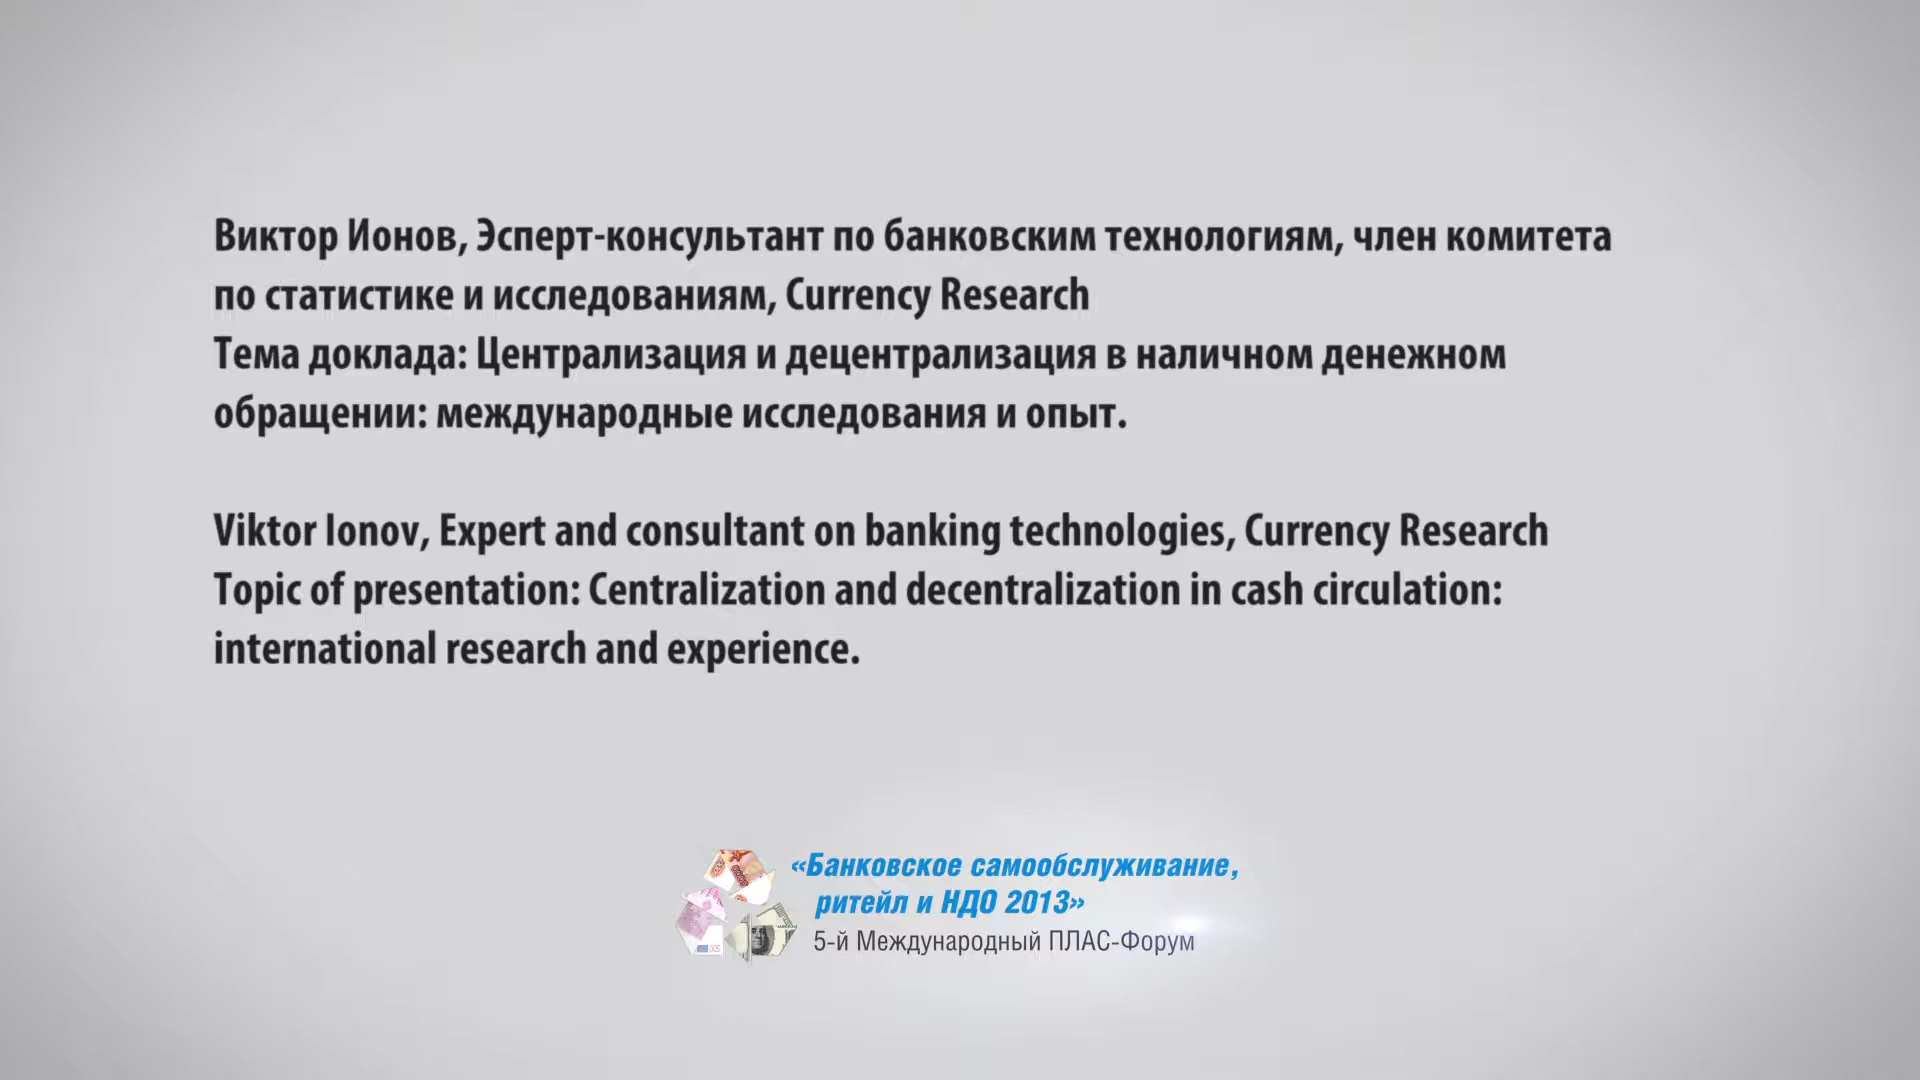 Виктор Ионов, Эсперт-консультант по банковским технологиям, член комитета
по статистике и исследованиям, Currency Research
Тема доклада: Централизация и децентрализация в наличном денежном
обращении: международные исследования и опыт.
Viktor Ionov, Expert and consultant on banking technologies, Currency Research
Topic of presentation: Centralization and decentralization in cash circulation:
international research and experience.
«Банковское самообслуживание,
ритейл и НДО 2013»
5-й Международный ПЛАС-Форум